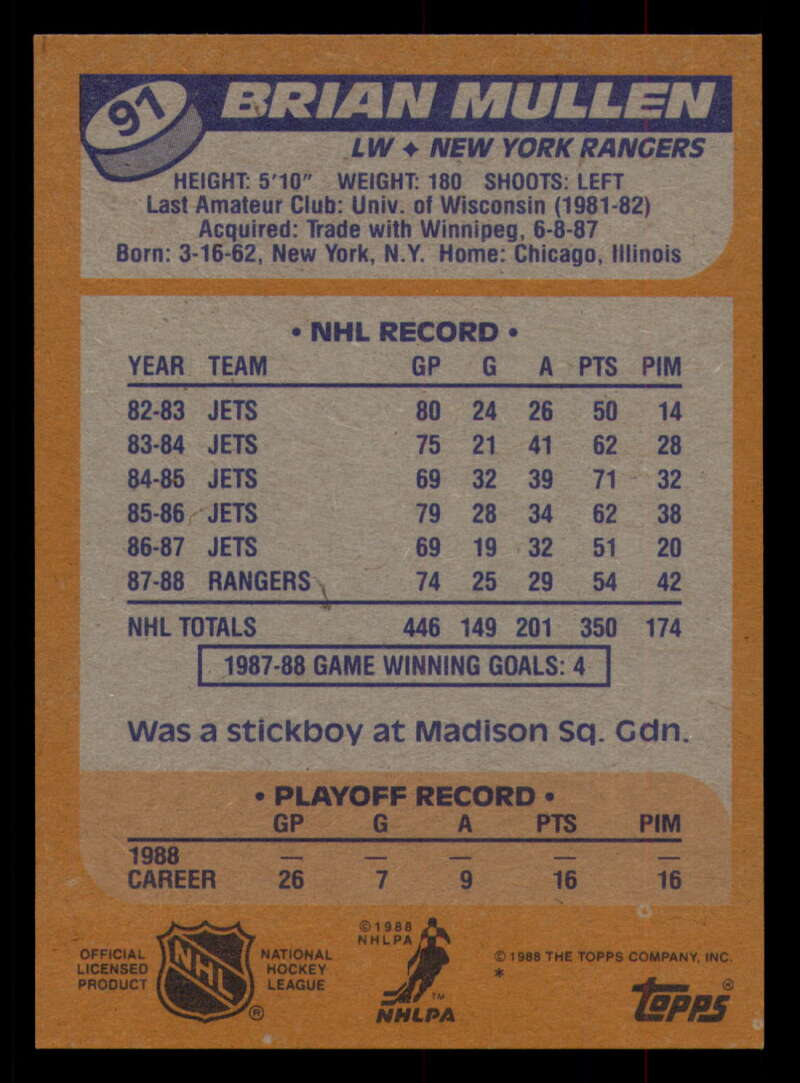 91
BRIAN MULLEN
LW ✦ NEW YORK RANGERS
HEIGHT: 5'10" WEIGHT: 180 SHOOTS: LEFT
Last Amateur Club: Univ. of Wisconsin (1981-82)
Acquired: Trade with Winnipeg, 6-8-87
Born: 3-16-62, New York, N.Y. Home: Chicago, Illinois
• NHL RECORD •
YEAR TEAM GP G A PTS PIM
82-83 JETS 80 24 26 50 14
83-84 JETS 75 21 41 62 28
84-85 JETS 69 32 39 71 32
85-86 JETS 79 28 34 62 38
86-87 JETS 69 19 32 51 20
87-88 RANGERS 74 25 29 54 42
NHL TOTALS 446 149 201 350 174
1987-88 GAME WINNING GOALS: 4
Was a stickboy at Madison Sq. Gdn.
• PLAYOFF RECORD •
GP G A PTS PIM
1988 — — — — —
CAREER 26 7 9 16 16
OFFICIAL
LICENSED
PRODUCT
NHL
®
NATIONAL
HOCKEY
LEAGUE
© 1988
NHLPA
TM
NHLPA
© 1988 THE TOPPS COMPANY, INC.
*
topps®